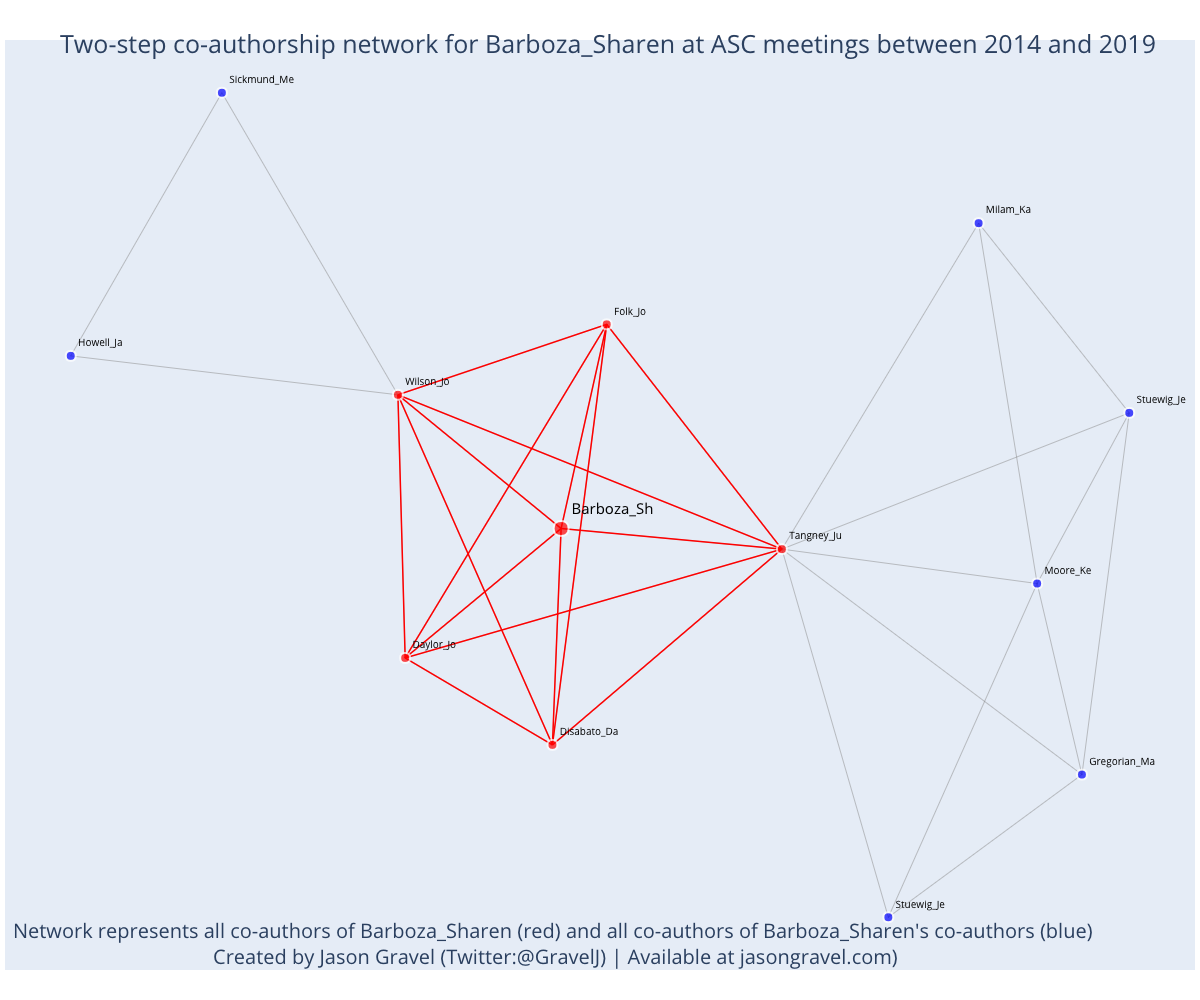 Two-step co-authorship network for Barboza_Sharen at ASC meetings between 2014 and 2019
Sickmund_Me
Milam_Ka
Folk_Jo
Howell_Ja
Wilson_Jo
Stuewig_Je
Barboza_Sh
Tangney_Ju
Moore_Ke
Daylor_Jo
Disabato_Da
Gregorian_Ma
Stuewig_Je
Network represents all co-authors of Barboza_Sharen (red) and all co-authors of Barboza_Sharen's co-authors (blue)
Created by Jason Gravel (Twitter:@GravelJ) | Available at jasongravel.com)